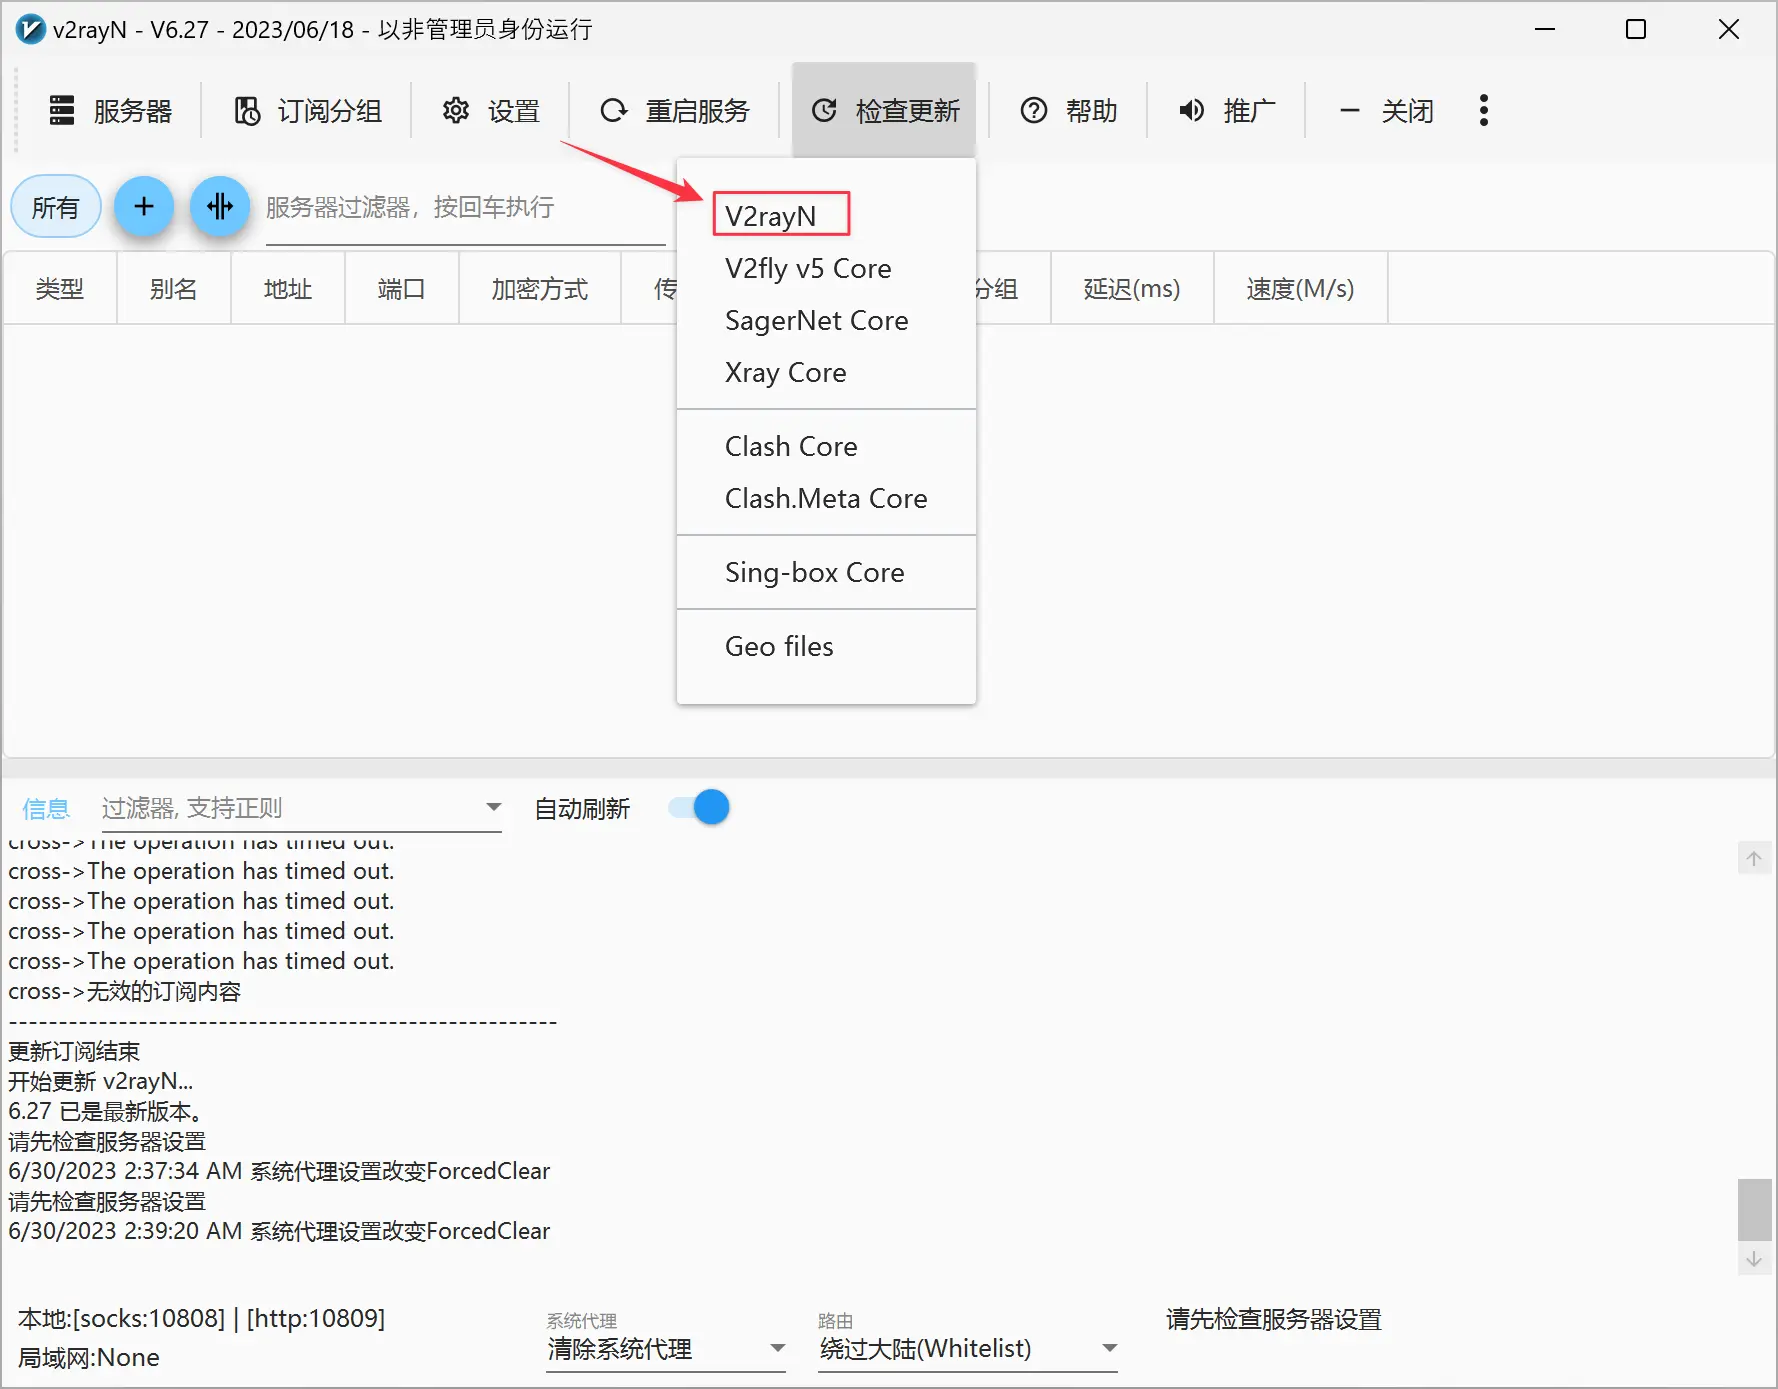 v2rayN - V6.27 - 2023/06/18 - 以非管理员身份运行
服务器 订阅分组 设置 重启服务 检查更新 帮助 推广 关闭
所有 服务器过滤器，按回车执行
V2rayN
V2fly v5 Core
SagerNet Core
Xray Core
Clash Core
Clash.Meta Core
Sing-box Core
Geo files
类型 别名 地址 端口 加密方式 传 分组 延迟(ms) 速度(M/s)
信息 过滤器, 支持正则 自动刷新
cross->The operation has timed out.
cross->The operation has timed out.
cross->The operation has timed out.
cross->The operation has timed out.
cross->The operation has timed out.
cross->无效的订阅内容
-------------------------------------------------------
更新订阅结束
开始更新 v2rayN...
6.27 已是最新版本。
请先检查服务器设置
6/30/2023 2:37:34 AM 系统代理设置改变ForcedClear
请先检查服务器设置
6/30/2023 2:39:20 AM 系统代理设置改变ForcedClear
本地:[socks:10808] | [http:10809]
局域网:None
系统代理
清除系统代理
路由
绕过大陆(Whitelist)
请先检查服务器设置